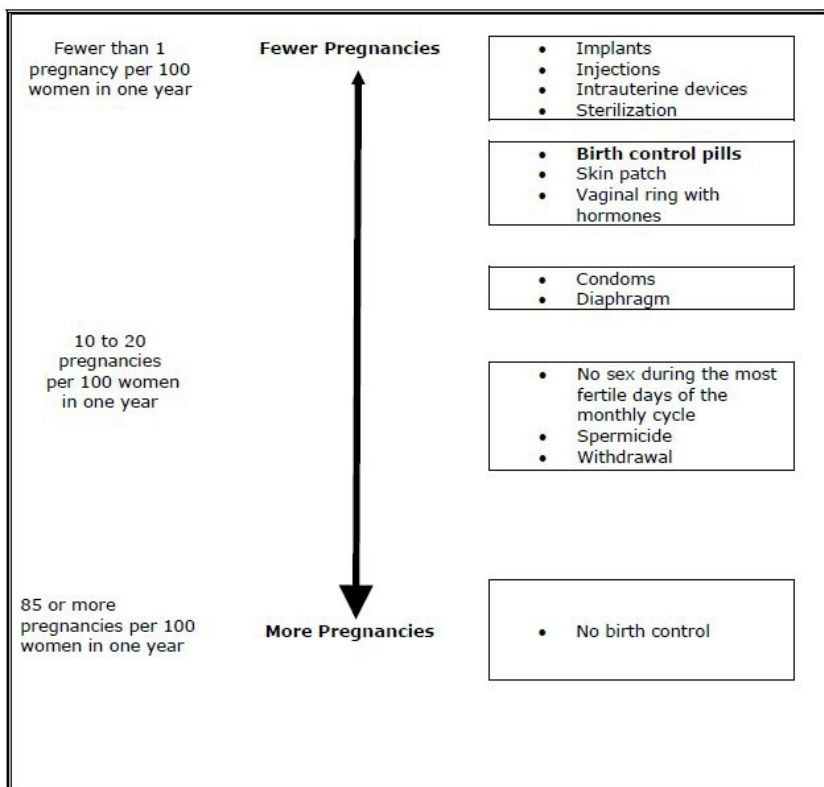 Fewer than 1
pregnancy per 100
women in one year
Fewer Pregnancies
• Implants
• Injections
• Intrauterine devices
• Sterilization
• Birth control pills
• Skin patch
• Vaginal ring with
hormones
• Condoms
• Diaphragm
10 to 20
pregnancies
per 100 women
in one year
• No sex during the most
fertile days of the
monthly cycle
• Spermicide
• Withdrawal
85 or more
pregnancies per 100
women in one year
More Pregnancies
• No birth control